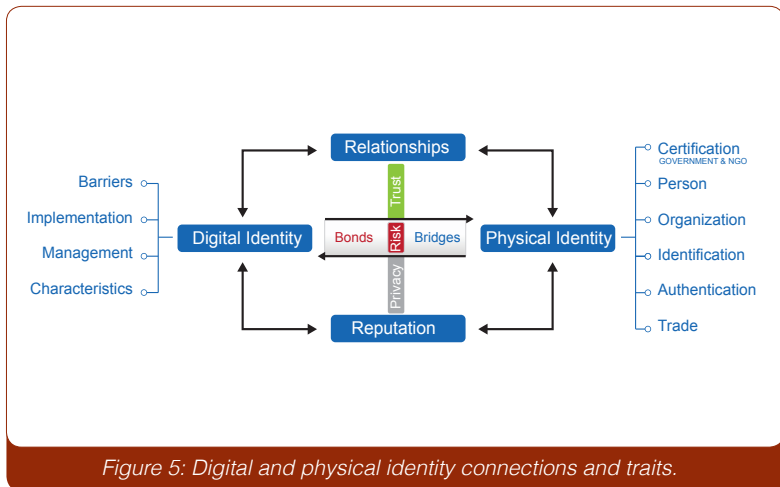 Relationships
Barriers
Implementation
Management
Characteristics
Digital Identity
Trust
Bonds
Risk
Bridges
Privacy
Physical Identity
Reputation
Certification
GOVERNMENT & NGO
Person
Organization
Identification
Authentication
Trade
Figure 5: Digital and physical identity connections and traits.